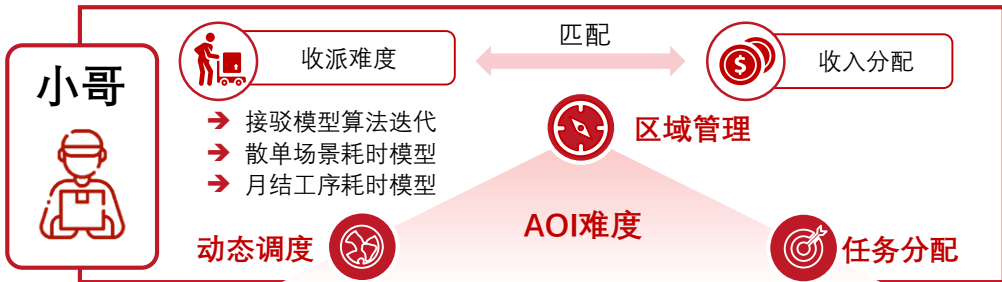 小哥
收派难度
匹配
收入分配
接驳模型算法迭代
散单场景耗时模型
月结工序耗时模型
区域管理
AOI难度
动态调度
任务分配